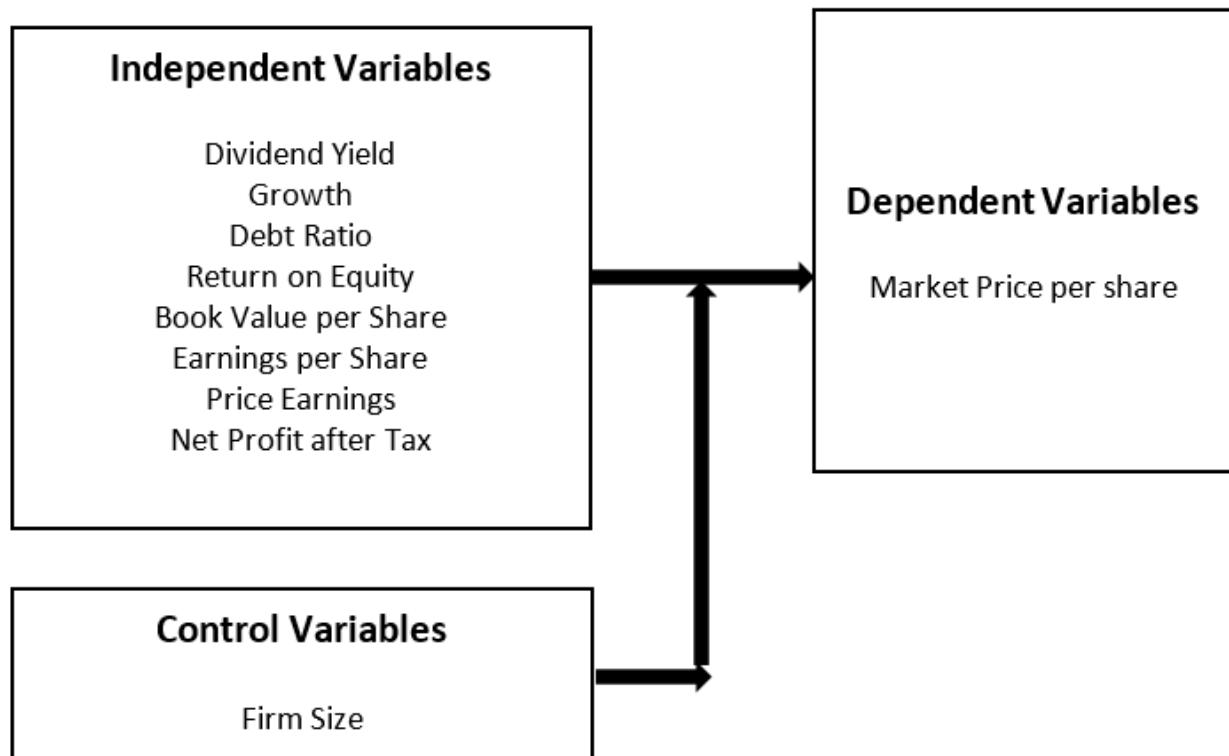 Independent Variables
Dividend Yield
Growth
Debt Ratio
Return on Equity
Book Value per Share
Earnings per Share
Price Earnings
Net Profit after Tax
Dependent Variables
Market Price per share
Control Variables
Firm Size